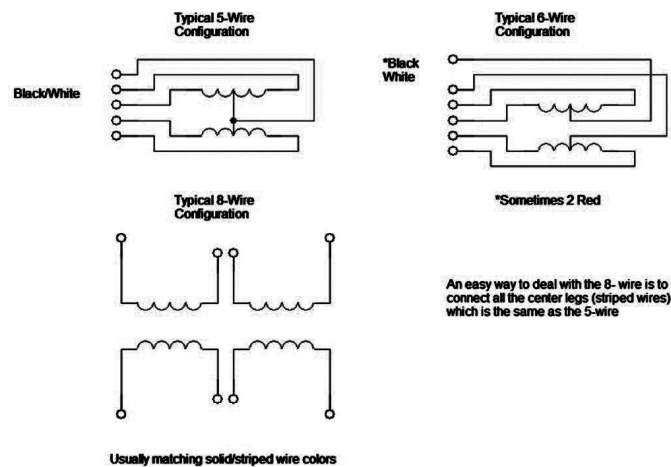 Typical 5-Wire
Configuration
Black/White
Typical 6-Wire
Configuration
*Black
White
*Sometimes 2 Red
Typical 8-Wire
Configuration
An easy way to deal with the 8- wire is to
connect all the center legs (striped wires)
which is the same as the 5-wire
Usually matching solid/striped wire colors